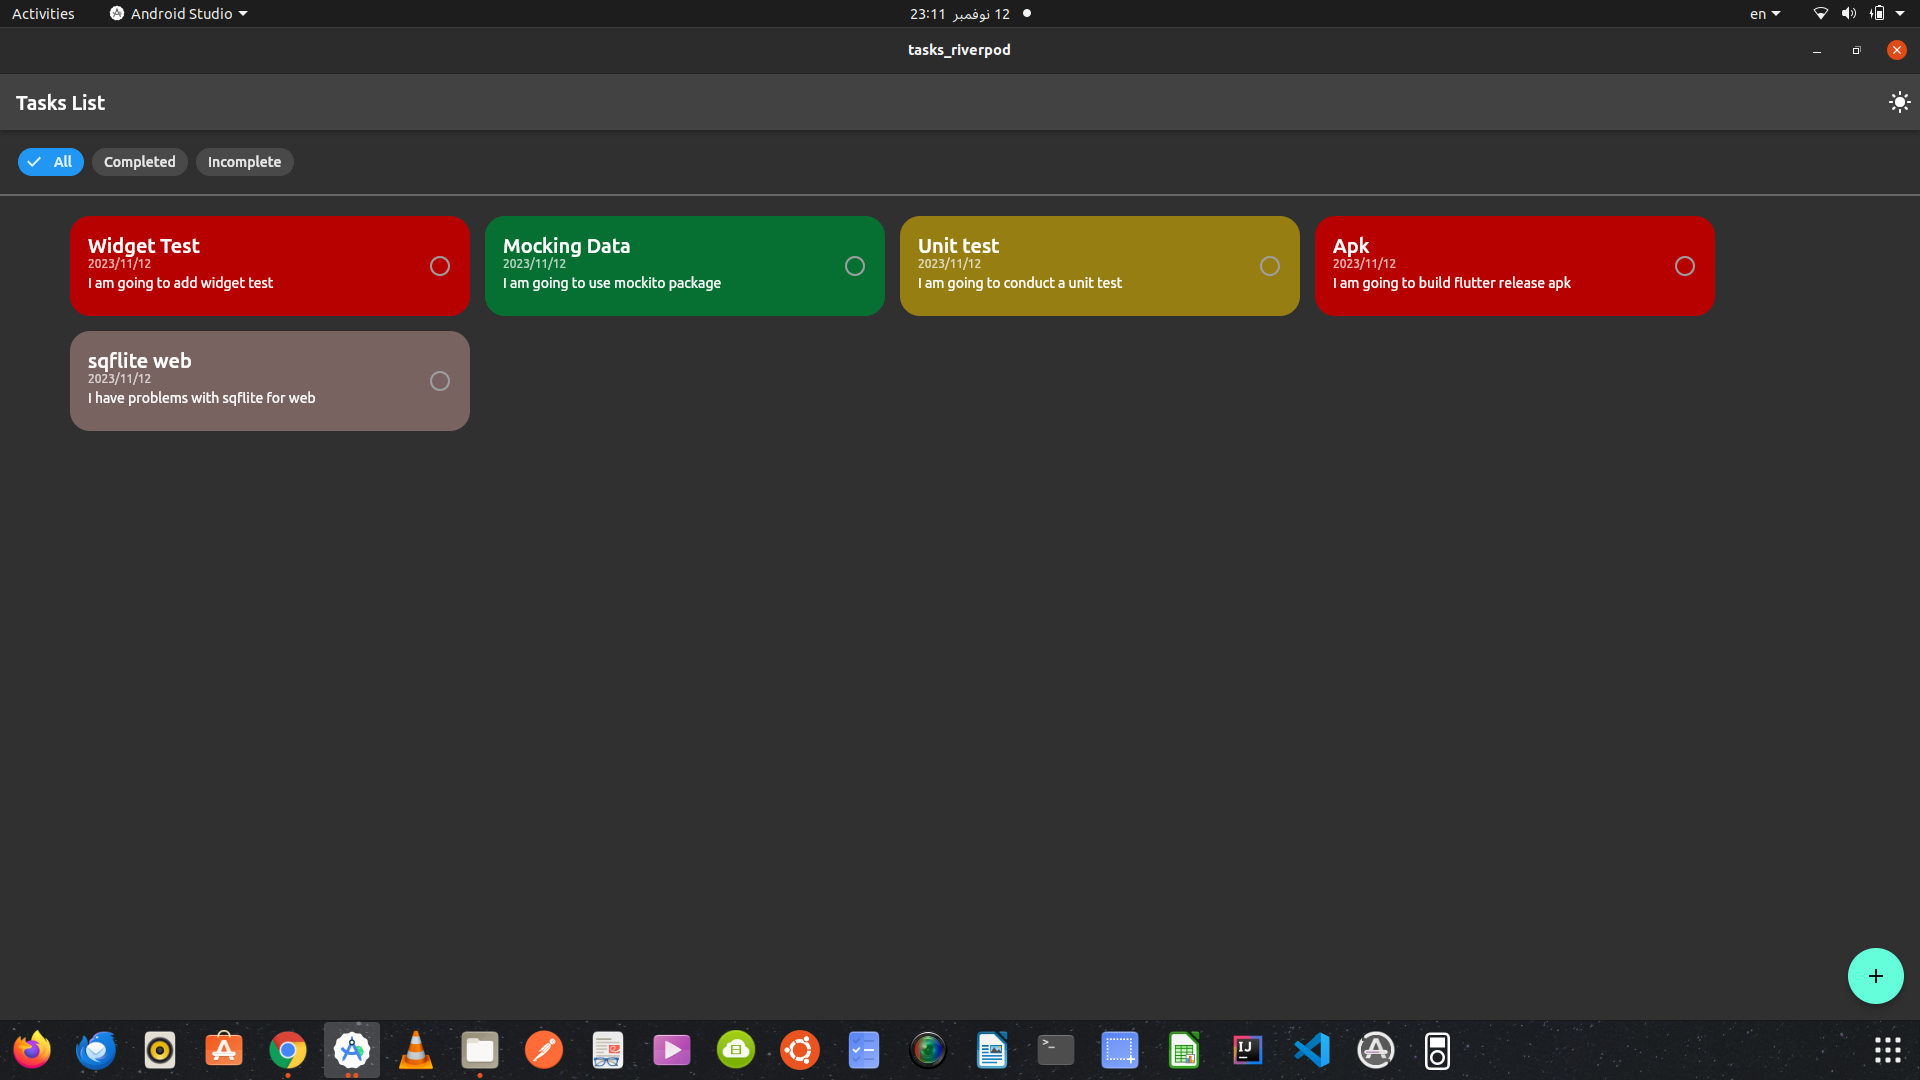 Activities
Android Studio
23:11 12 نوفمبر
en
tasks_riverpod
Tasks List
All
Completed
Incomplete
Widget Test
2023/11/12
I am going to add widget test
Mocking Data
2023/11/12
I am going to use mockito package
Unit test
2023/11/12
I am going to conduct a unit test
Apk
2023/11/12
I am going to build flutter release apk
sqflite web
2023/11/12
I have problems with sqflite for web